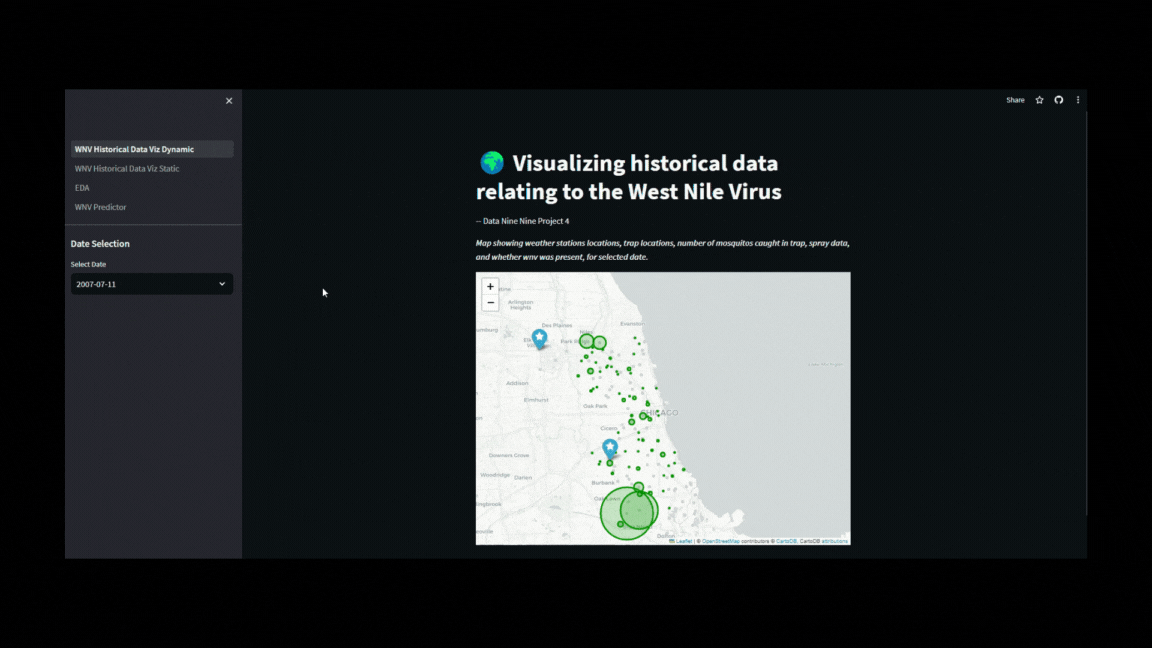 Share
WNV Historical Data Viz Dynamic
WNV Historical Data Viz Static
EDA
WNV Predictor
Date Selection
Select Date
2007-07-11
Visualizing historical data
relating to the West Nile Virus
-- Data Nine Nine Project 4
Map showing weather stations locations, trap locations, number of mosquitos caught in trap, spray data,
and whether wnv was present, for selected date.
+
−
Arlington
Heights
Des Plaines
Evanston
Park
Addison
Elmhurst
Oak Park
CHICAGO
Cicero
Downers Grove
Woodridge
Darien
Burbank
Oak Lawn
Leaflet | © OpenStreetMap contributors © CartoDB, CartoDB attributions